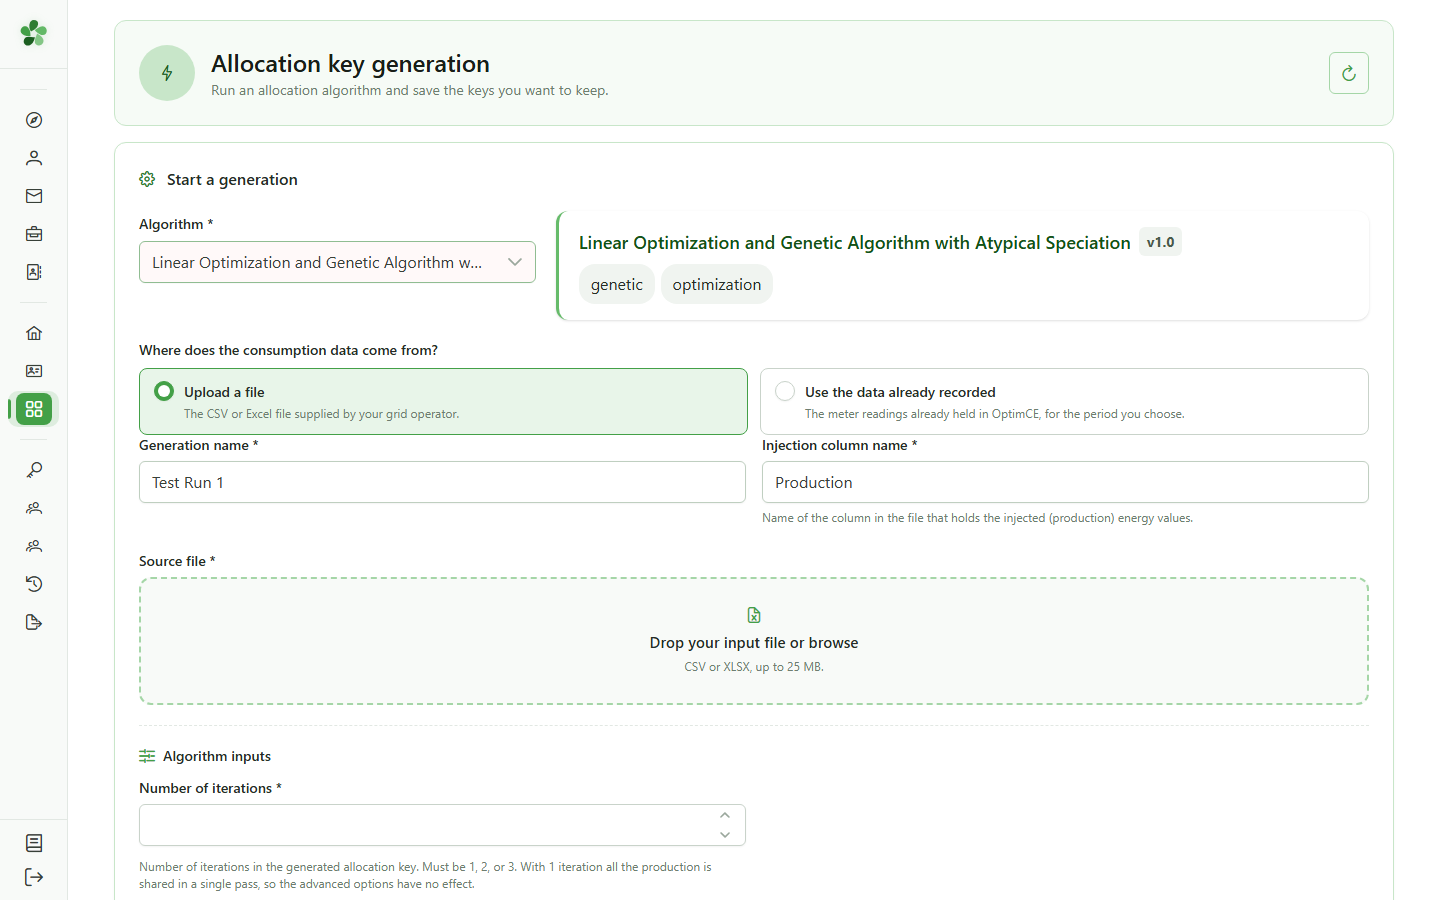 Allocation key generation
Run an allocation algorithm and save the keys you want to keep.
Start a generation
Algorithm *
Linear Optimization and Genetic Algorithm w...
Linear Optimization and Genetic Algorithm with Atypical Speciation v1.0
genetic optimization
Where does the consumption data come from?
Upload a file
The CSV or Excel file supplied by your grid operator.
Use the data already recorded
The meter readings already held in OptimCE, for the period you choose.
Generation name *
Test Run 1
Injection column name *
Production
Name of the column in the file that holds the injected (production) energy values.
Source file *
Drop your input file or browse
CSV or XLSX, up to 25 MB.
Algorithm inputs
Number of iterations *
Number of iterations in the generated allocation key. Must be 1, 2, or 3. With 1 iteration all the production is
shared in a single pass, so the advanced options have no effect.